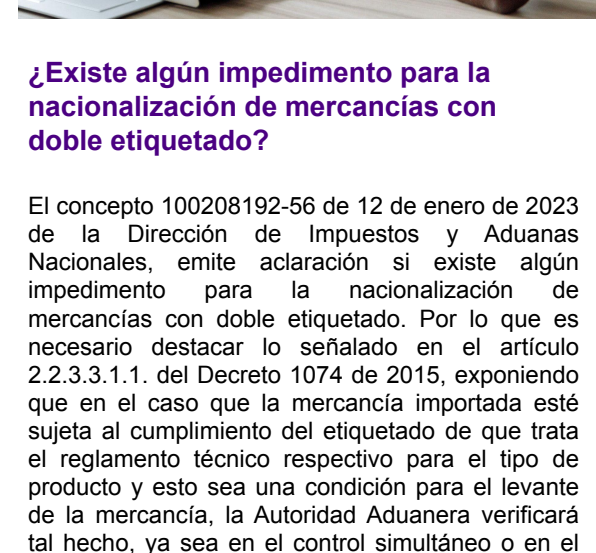 ¿Existe algún impedimento para la
nacionalización de mercancías con
doble etiquetado?
El concepto 100208192-56 de 12 de enero de 2023
de la Dirección de Impuestos y Aduanas
Nacionales, emite aclaración si existe algún
impedimento para la nacionalización de
mercancías con doble etiquetado. Por lo que es
necesario destacar lo señalado en el artículo
2.2.3.3.1.1. del Decreto 1074 de 2015, exponiendo
que en el caso que la mercancía importada esté
sujeta al cumplimiento del etiquetado de que trata
el reglamento técnico respectivo para el tipo de
producto y esto sea una condición para el levante
de la mercancía, la Autoridad Aduanera verificará
tal hecho, ya sea en el control simultáneo o en el